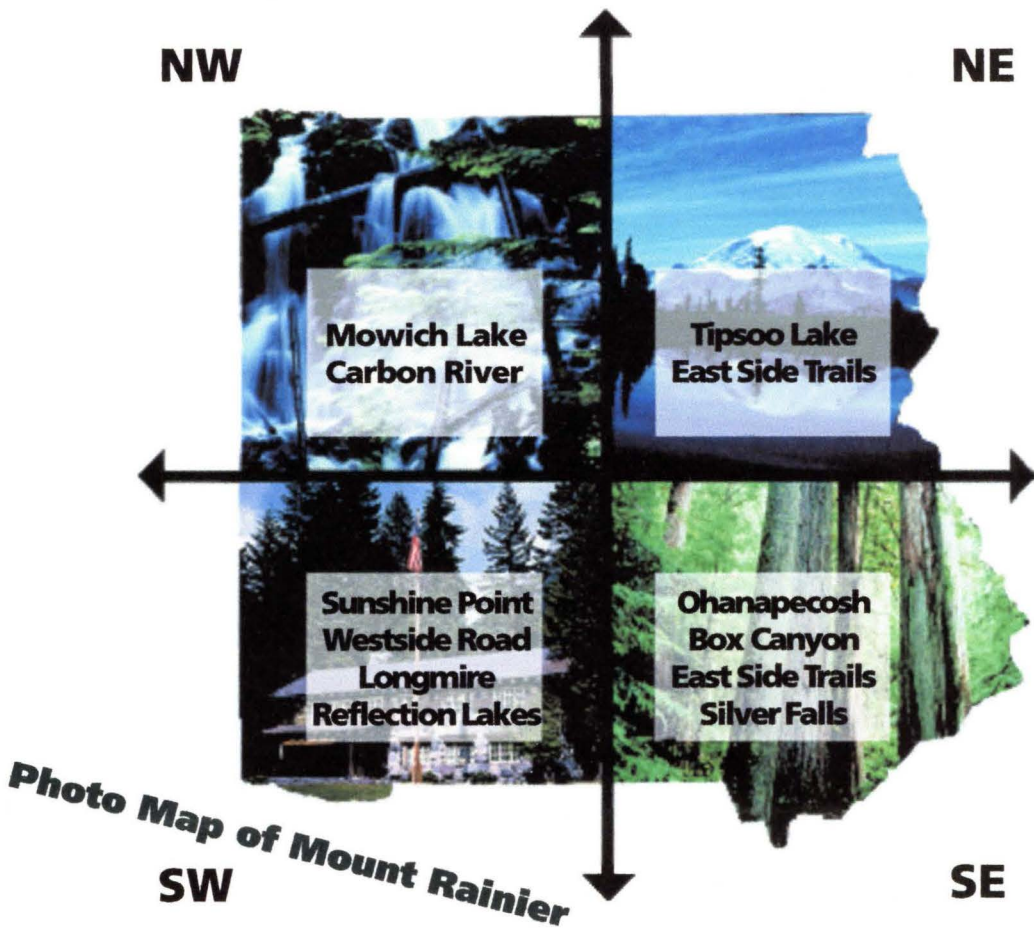 NW
NE
Mowich Lake
Carbon River
Tipsoo Lake
East Side Trails
Sunshine Point
Westside Road
Longmire
Reflection Lakes
Ohanapecosh
Box Canyon
East Side Trails
Silver Falls
Photo Map of Mount Rainier
SW
SE